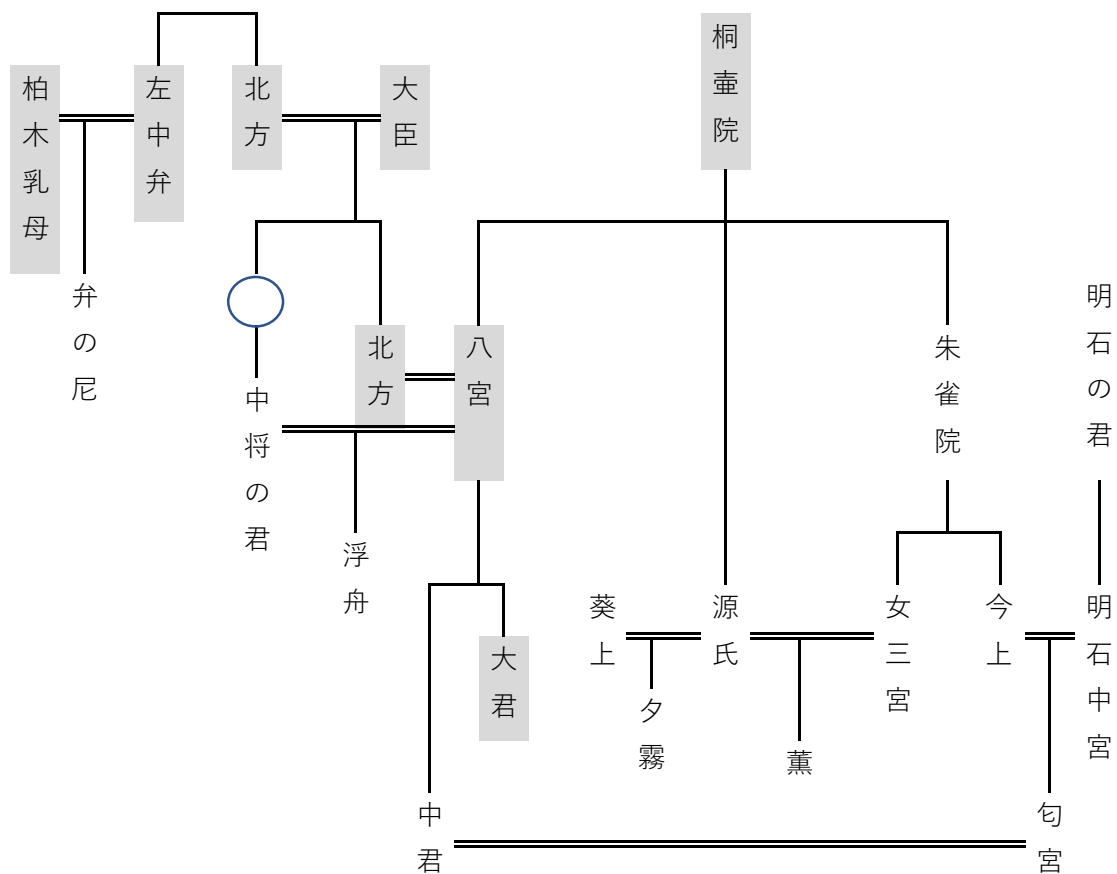 明石の君
明石中宮
匂宮
今上
朱雀院
女三宮
薫
桐壷院
源氏
夕霧
葵上
大君
八宮
中君
大臣
北方
浮舟
北方
中将の君
左中弁
弁の尼
柏木乳母